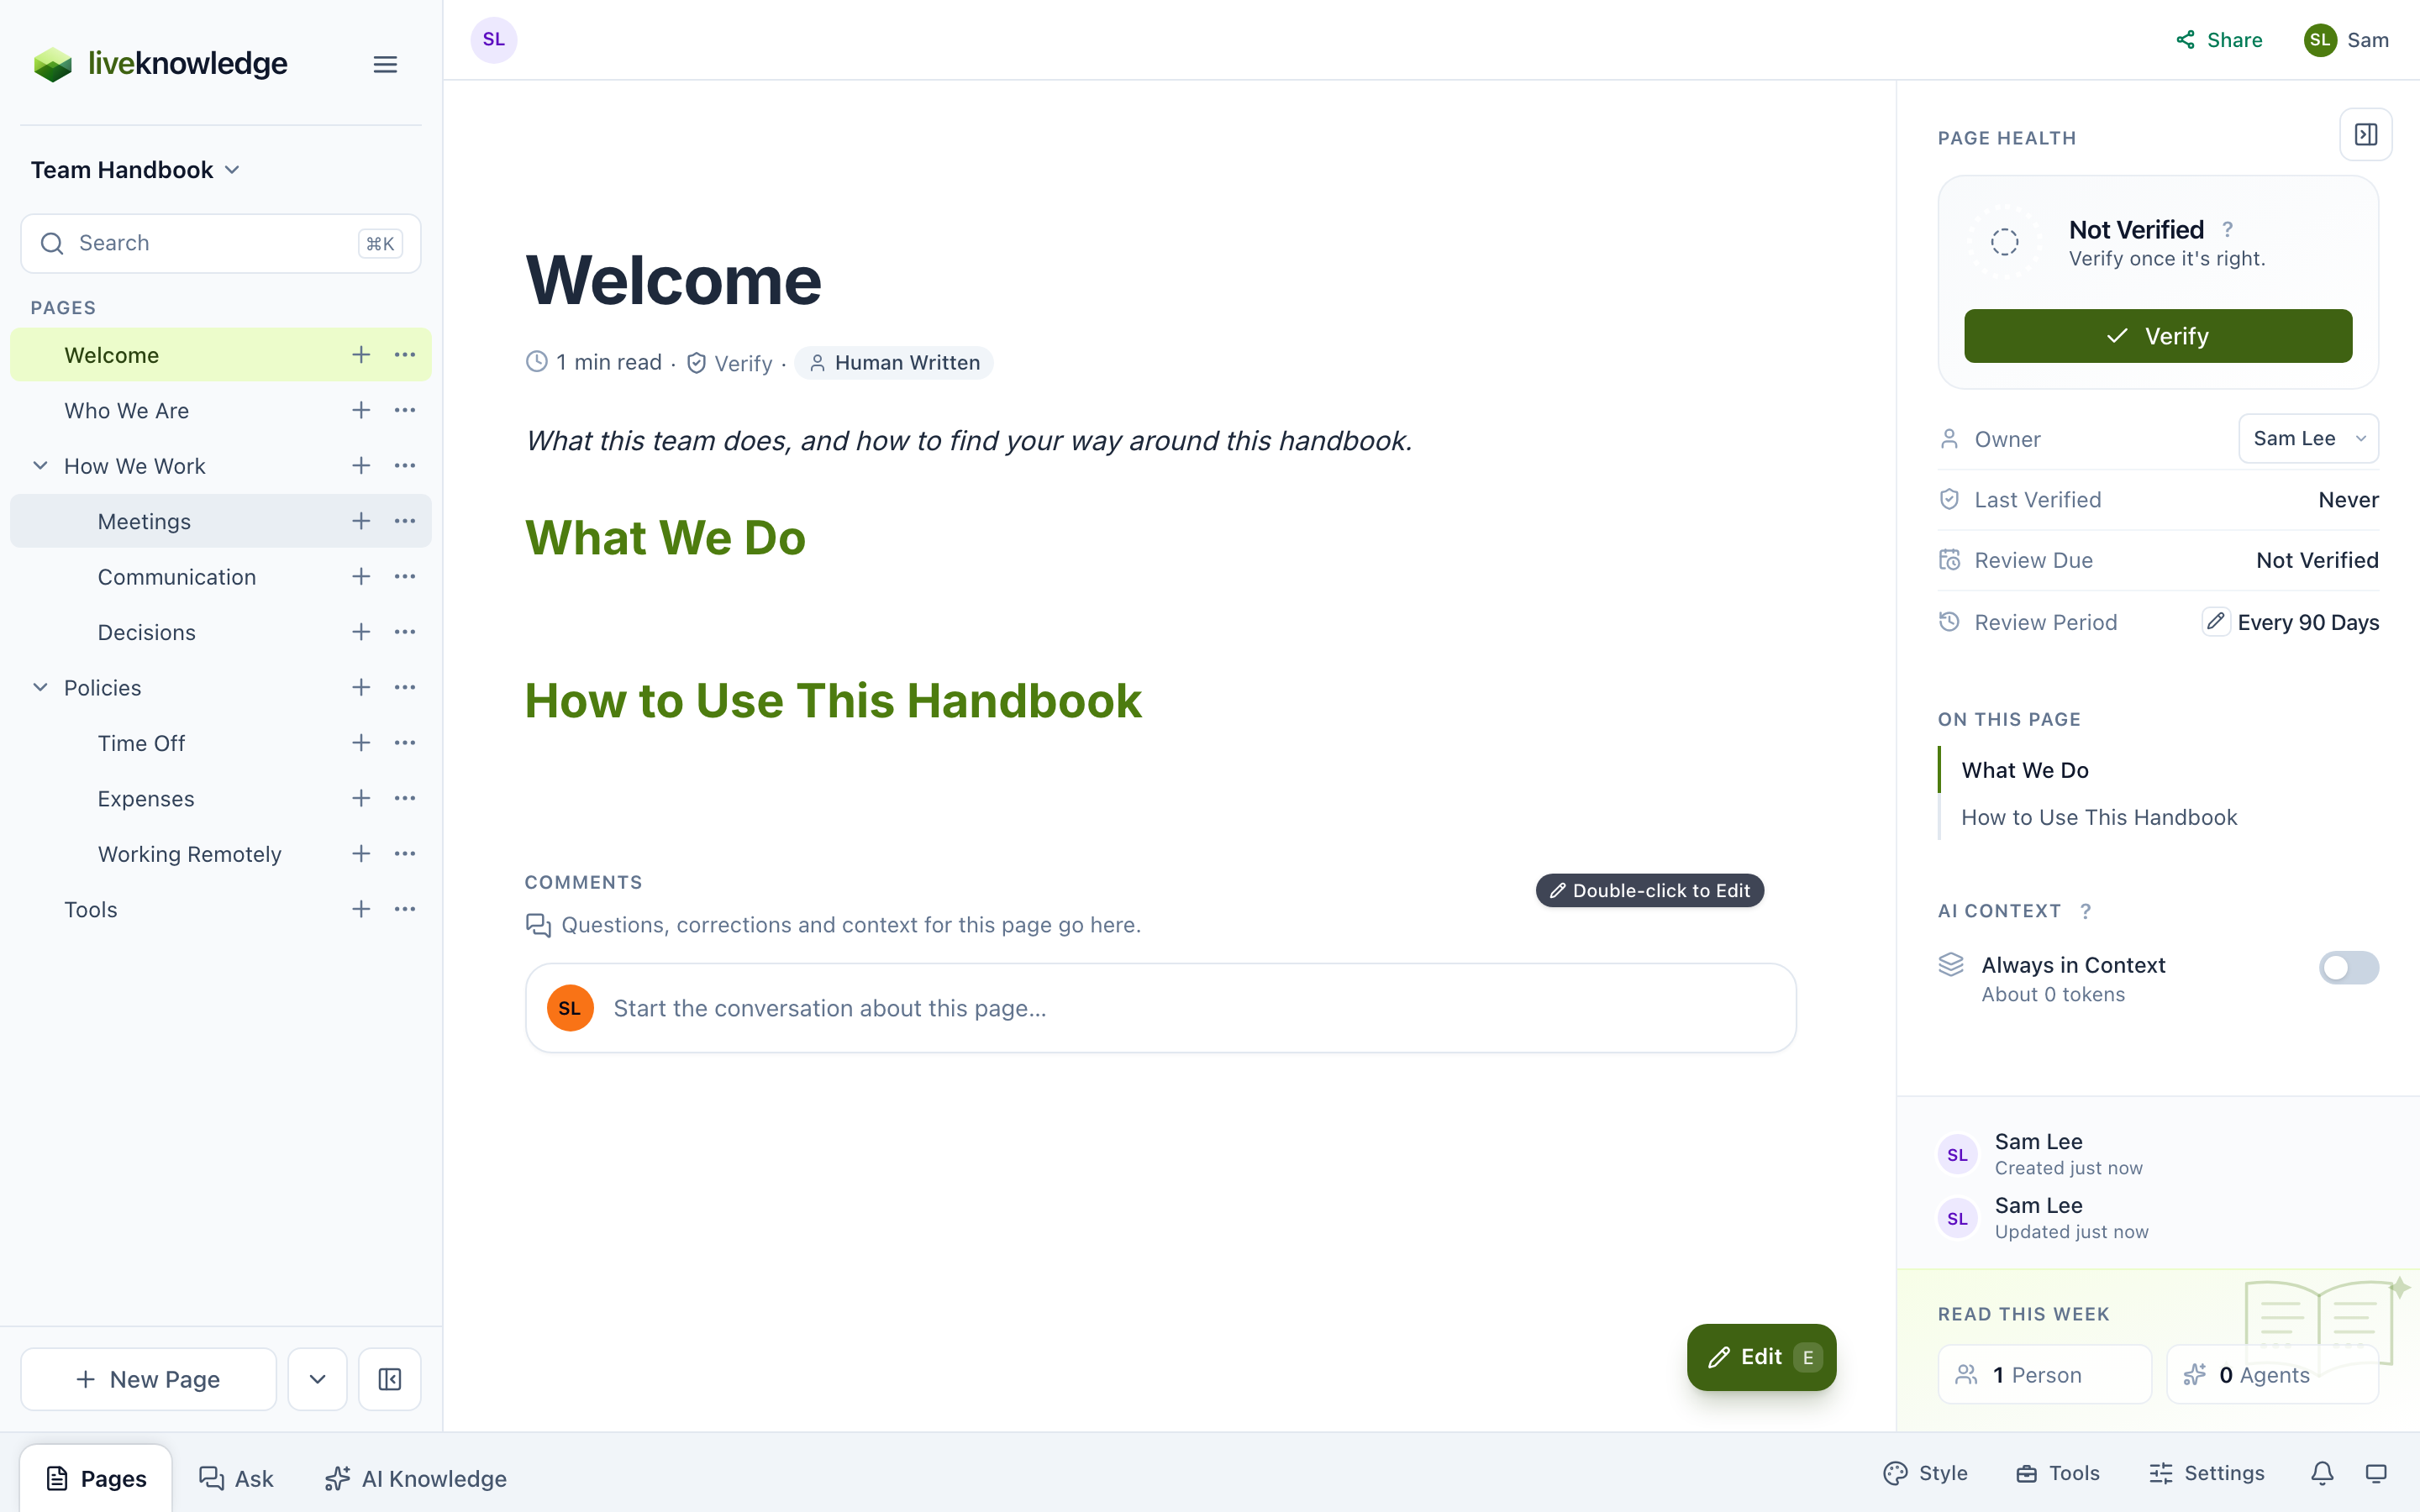 liveknowledge
Team Handbook
Search ⌘K
PAGES
Welcome
Who We Are
How We Work
Meetings
Communication
Decisions
Policies
Time Off
Expenses
Working Remotely
Tools
New Page
SL
Share
SL Sam
Welcome
1 min read · Verify · Human Written
What this team does, and how to find your way around this handbook.
What We Do
How to Use This Handbook
COMMENTS
Double-click to Edit
Questions, corrections and context for this page go here.
SL Start the conversation about this page...
Edit E
PAGE HEALTH
Not Verified ?
Verify once it's right.
Verify
Owner Sam Lee
Last Verified Never
Review Due Not Verified
Review Period Every 90 Days
ON THIS PAGE
What We Do
How to Use This Handbook
AI CONTEXT ?
Always in Context
About 0 tokens
SL Sam Lee
Created just now
SL Sam Lee
Updated just now
READ THIS WEEK
1 Person 0 Agents
Pages Ask AI Knowledge
Style Tools Settings